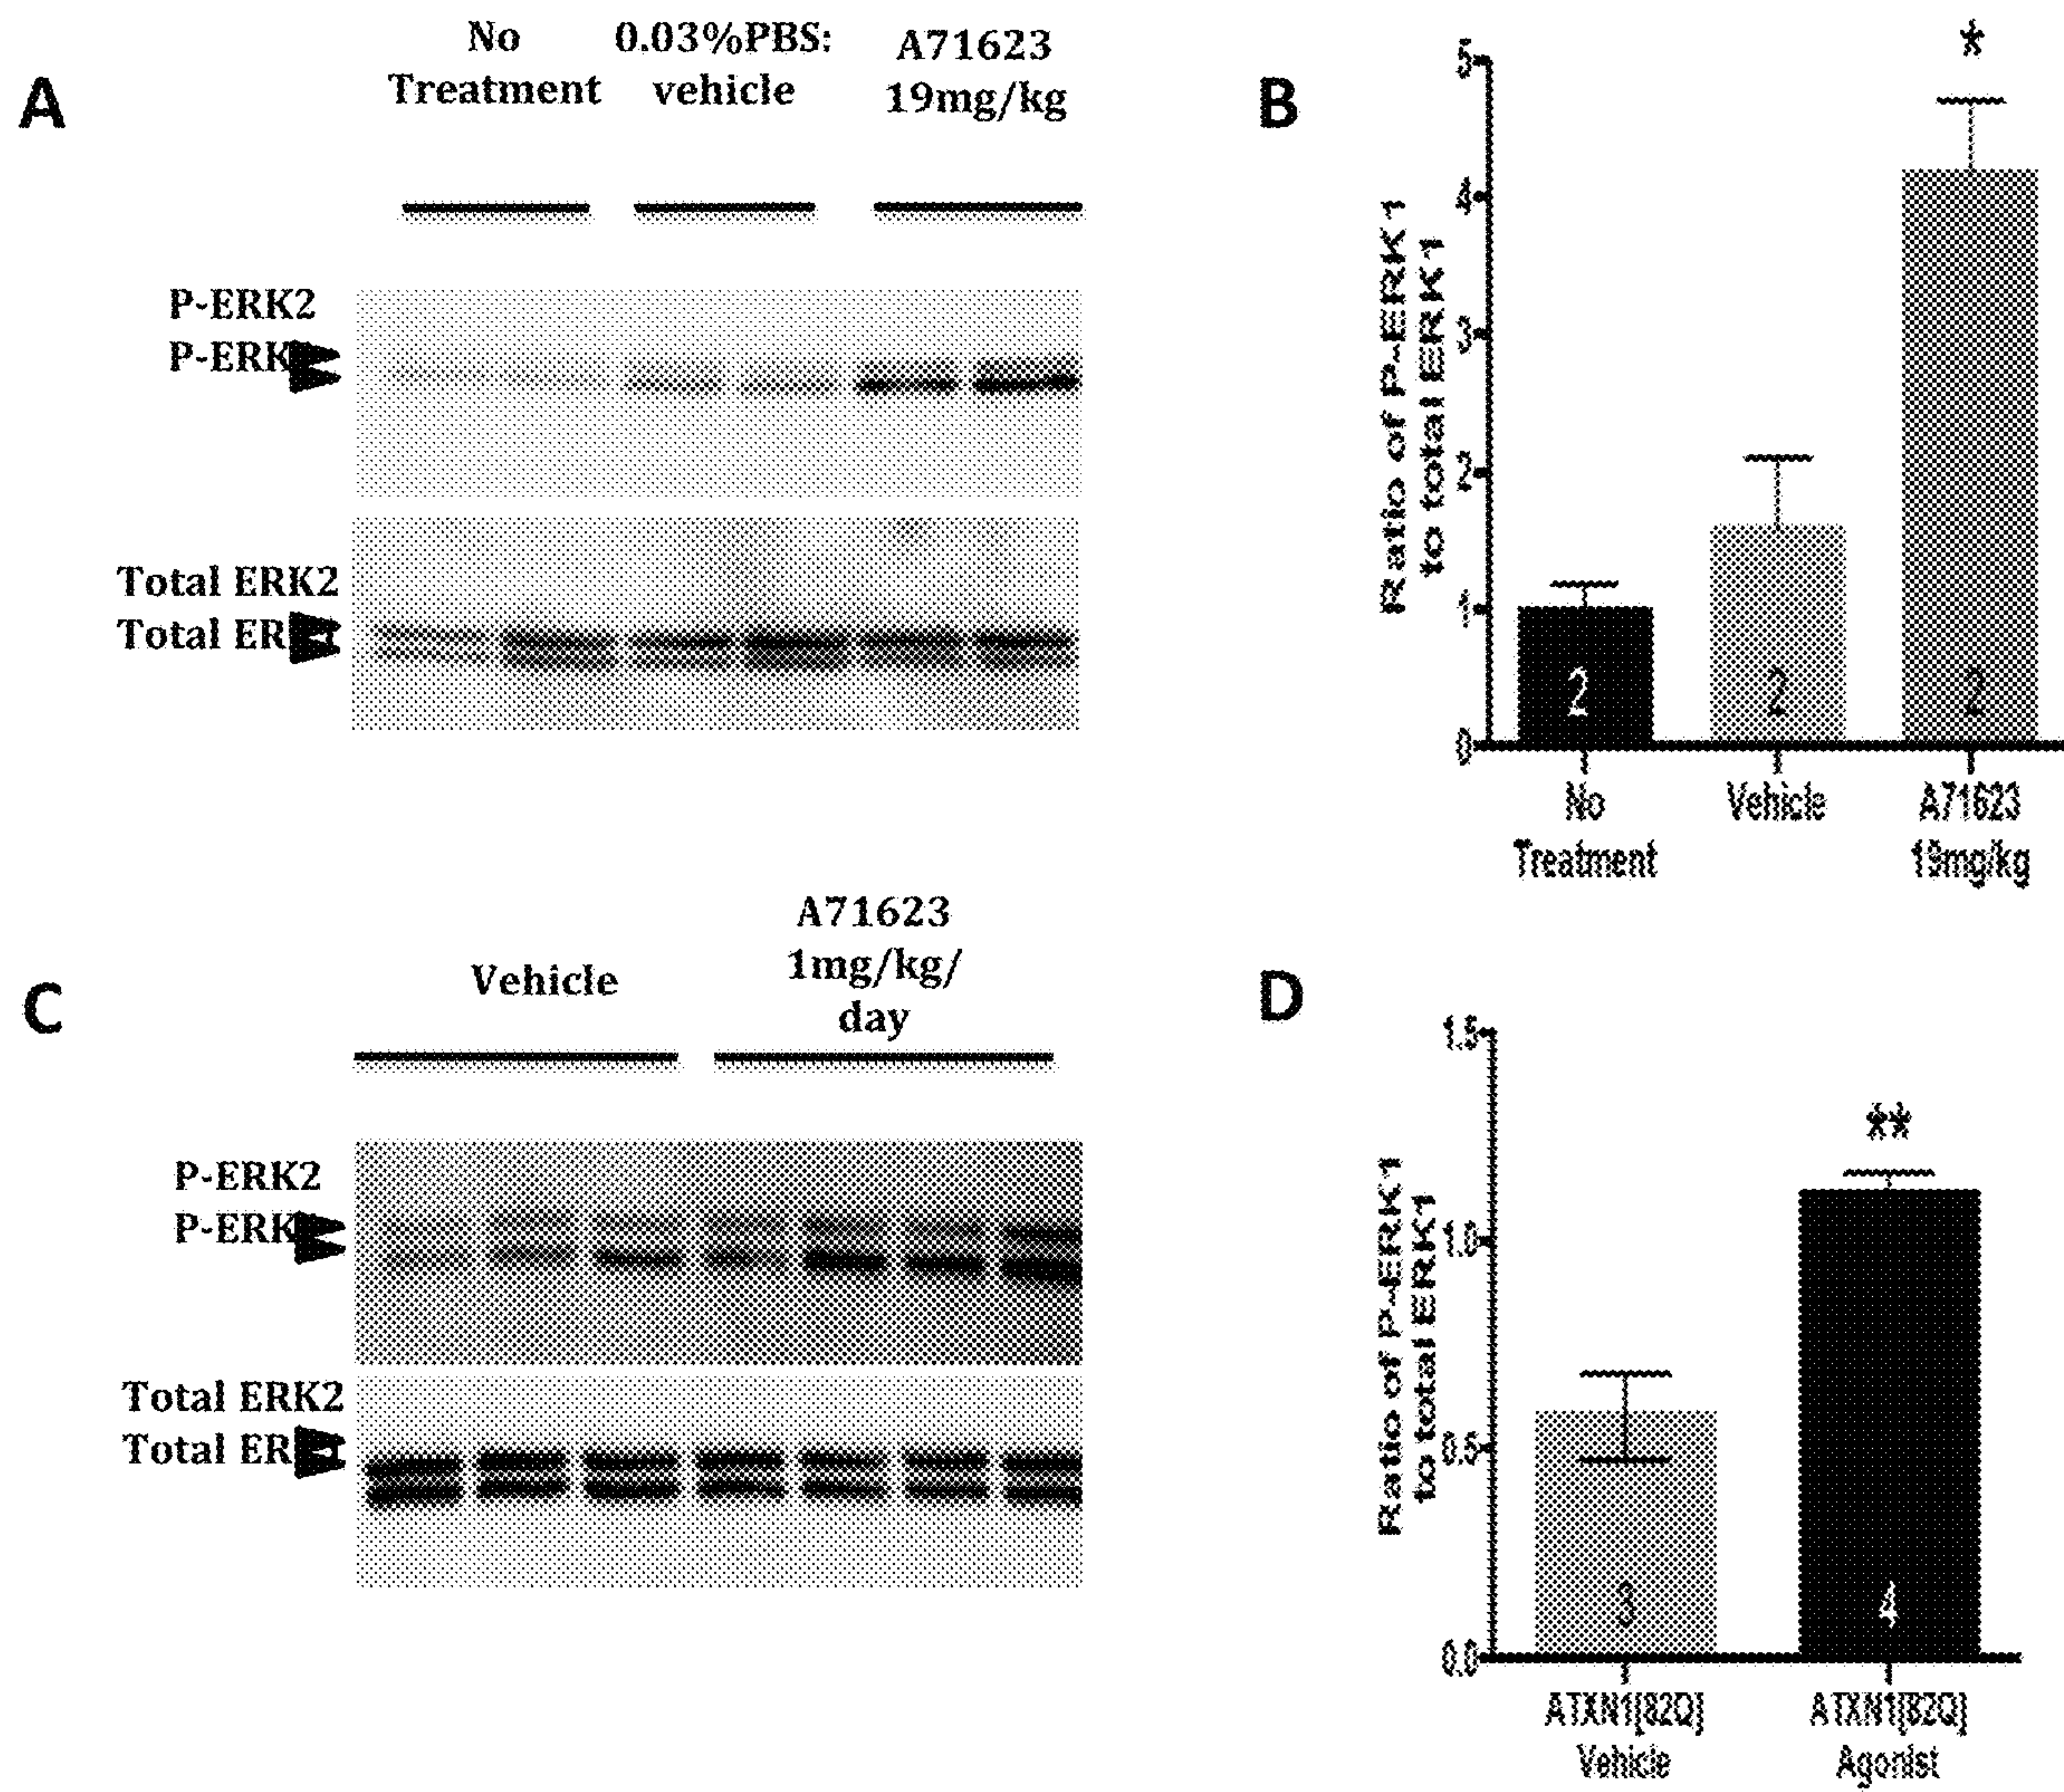 A
No
Treatment
0.03%PBS:
vehicle
A71623
19mg/kg
P-ERK2
P-ERK
Total ERK2
Total ER
B
Ratio of P-ERK1
to total ERK1
5
4
3
2
1
0
*
2
2
2
No
Treatment
Vehicle
A71623
19mg/kg
C
Vehicle
A71623
1mg/kg/
day
P-ERK2
P-ERK
Total ERK2
Total ER
D
Ratio of P-ERK1
to total ERK1
1.5
1.0
0.5
0.0
**
3
4
ATXN1[82Q]
Vehicle
ATXN1[82Q]
Agonist